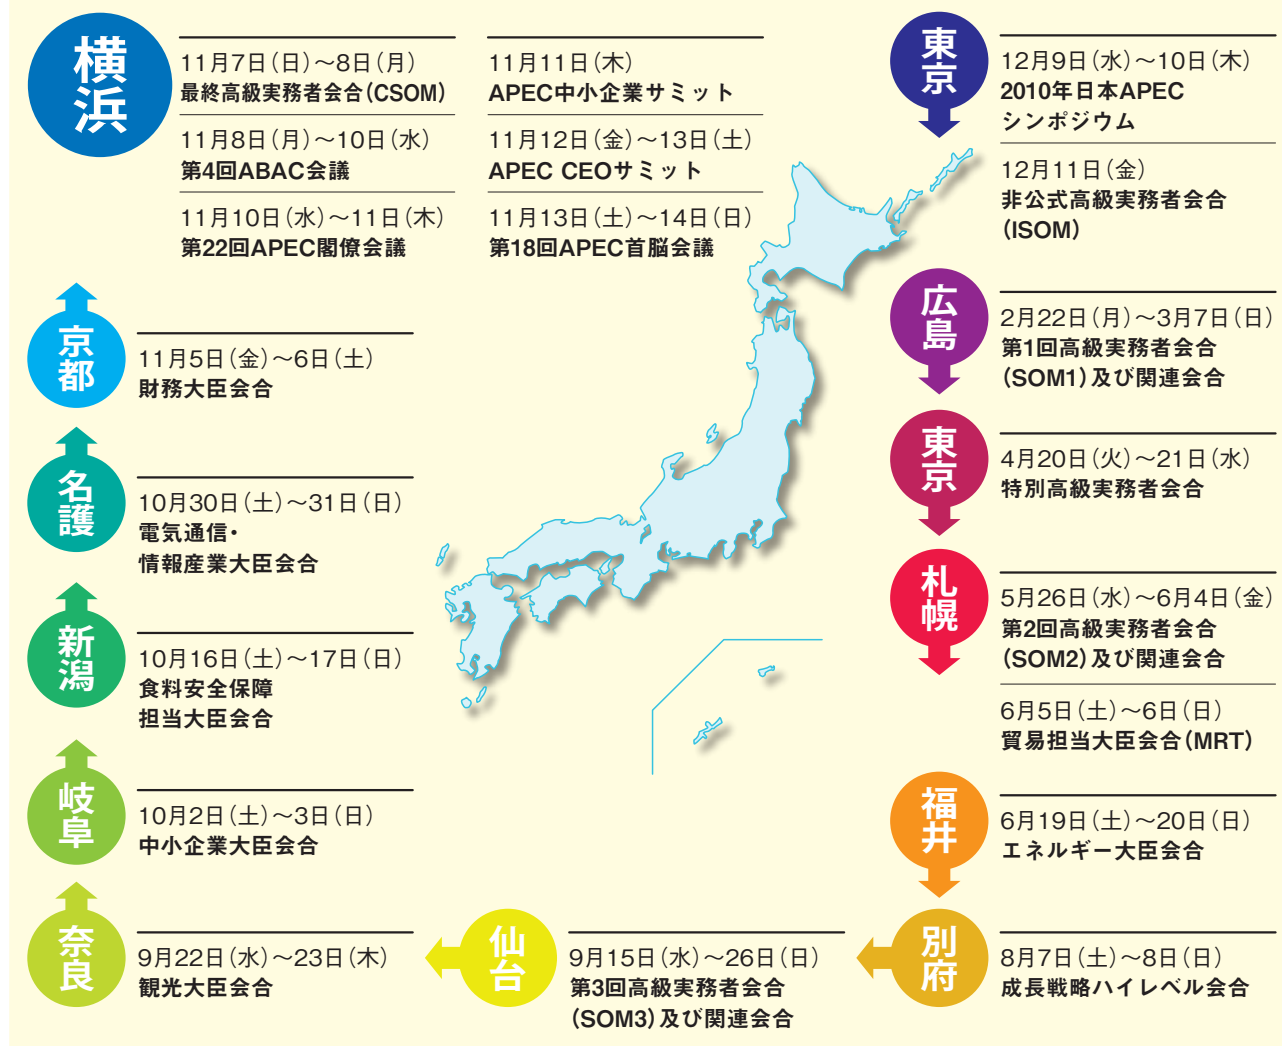 東京
12月9日(水)〜10日(木)
2010年日本APEC
シンポジウム
12月11日(金)
非公式高級実務者会合
(ISOM)
広島
2月22日(月)〜3月7日(日)
第1回高級実務者会合
(SOM1)及び関連会合
東京
4月20日(火)〜21日(水)
特別高級実務者会合
札幌
5月26日(水)〜6月4日(金)
第2回高級実務者会合
(SOM2)及び関連会合
6月5日(土)〜6日(日)
貿易担当大臣会合(MRT)
福井
6月19日(土)〜20日(日)
エネルギー大臣会合
別府
8月7日(土)〜8日(日)
成長戦略ハイレベル会合
仙台
9月15日(水)〜26日(日)
第3回高級実務者会合
(SOM3)及び関連会合
奈良
9月22日(水)〜23日(木)
観光大臣会合
岐阜
10月2日(土)〜3日(日)
中小企業大臣会合
新潟
10月16日(土)〜17日(日)
食料安全保障
担当大臣会合
名護
10月30日(土)〜31日(日)
電気通信・
情報産業大臣会合
京都
11月5日(金)〜6日(土)
財務大臣会合
横浜
11月7日(日)〜8日(月)
最終高級実務者会合(CSOM)
11月8日(月)〜10日(水)
第4回ABAC会議
11月10日(水)〜11日(木)
第22回APEC閣僚会議
11月11日(木)
APEC中小企業サミット
11月12日(金)〜13日(土)
APEC CEOサミット
11月13日(土)〜14日(日)
第18回APEC首脳会議